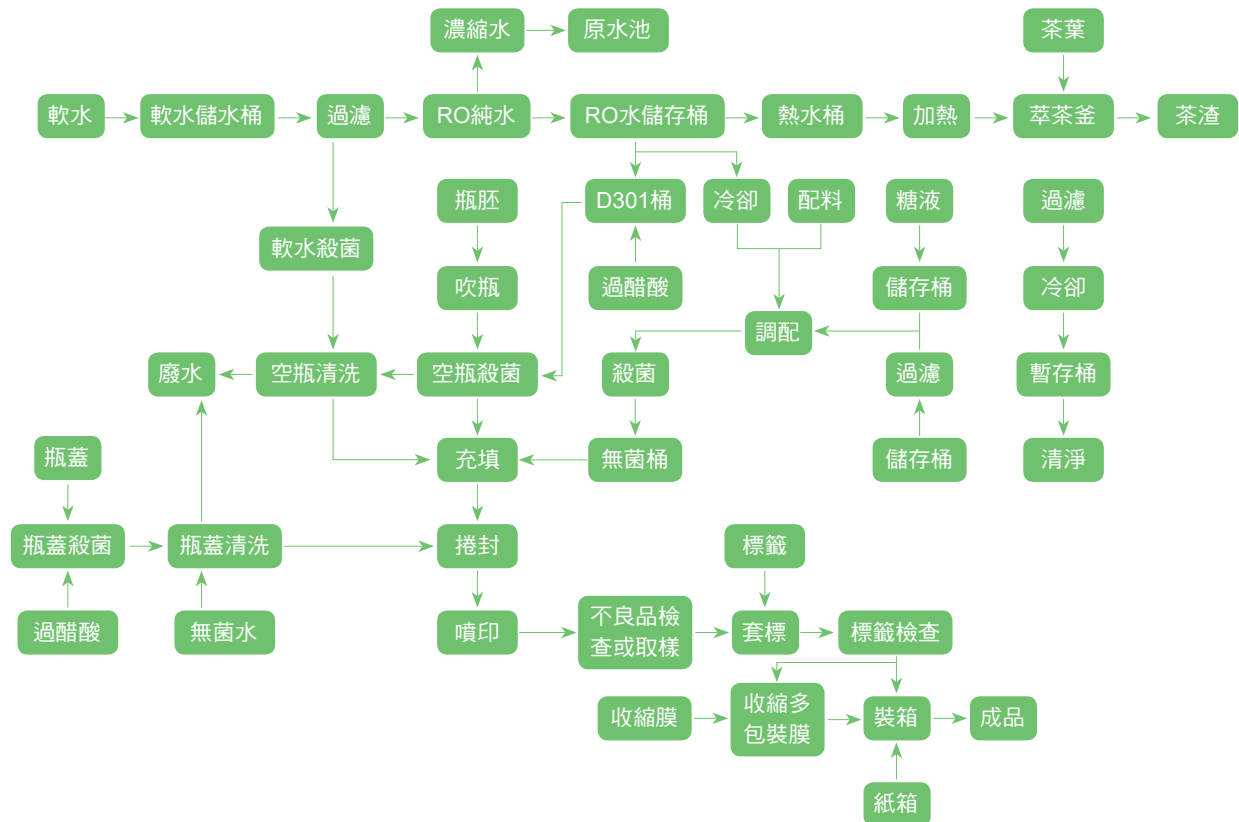 濃縮水
原水池
茶葉
軟水
軟水儲水桶
過濾
RO純水
RO水儲存桶
熱水桶
加熱
萃茶釜
茶渣
瓶胚
D301桶
冷卻
配料
糖液
過濾
軟水殺菌
吹瓶
過醋酸
儲存桶
冷卻
調配
廢水
空瓶清洗
空瓶殺菌
殺菌
過濾
暫存桶
瓶蓋
充填
無菌桶
儲存桶
清淨
瓶蓋殺菌
瓶蓋清洗
捲封
標籤
過醋酸
無菌水
噴印
不良品檢
查或取樣
套標
標籤檢查
收縮膜
收縮多
包裝膜
裝箱
成品
紙箱